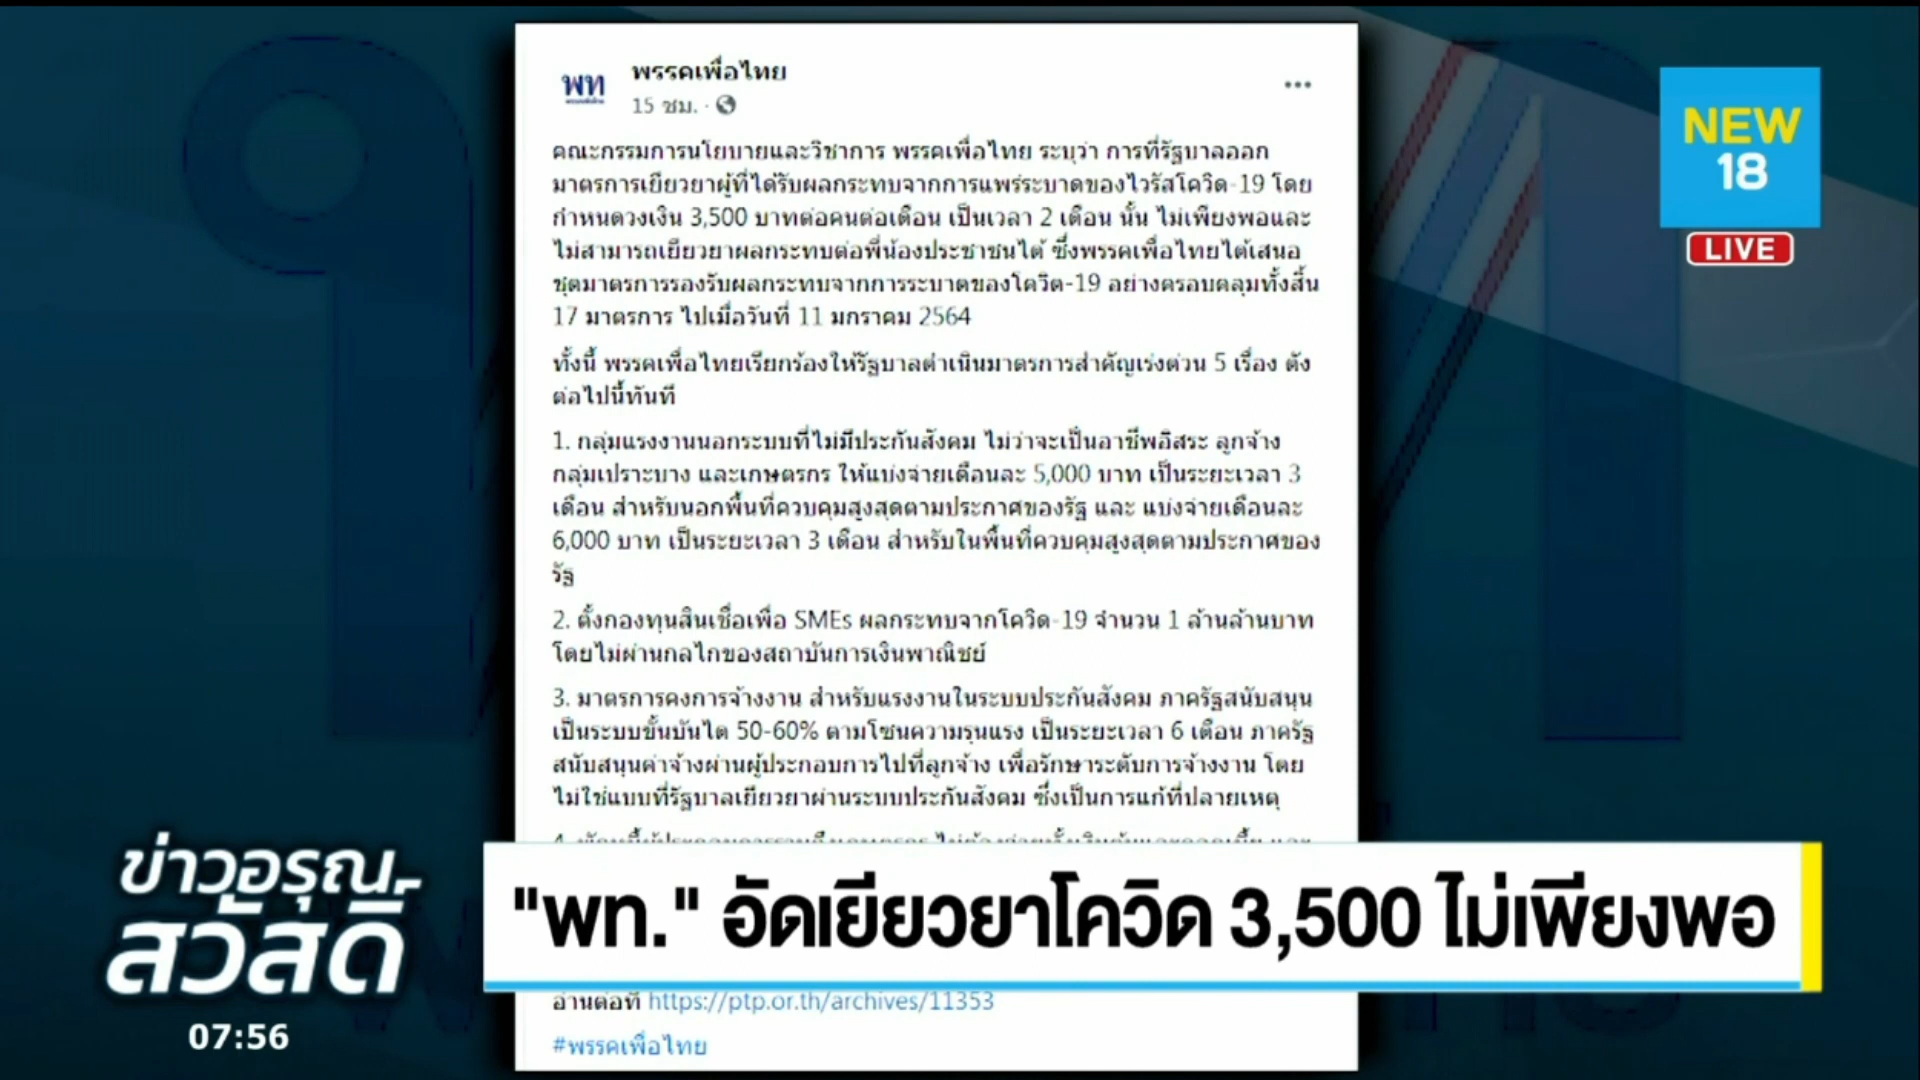 พท
พรรคเพื่อไทย
15 ชม.
คณะกรรมการนโยบายและวิชาการ พรรคเพื่อไทย ระบุว่า การที่รัฐบาลออก
มาตรการเยียวยาผู้ที่ได้รับผลกระทบจากการแพร่ระบาดของไวรัสโควิด-19 โดย
กำหนดวงเงิน 3,500 บาทต่อคนต่อเดือน เป็นเวลา 2 เดือน นั้น ไม่เพียงพอและ
ไม่สามารถเยียวยาผลกระทบต่อพี่น้องประชาชนได้ ซึ่งพรรคเพื่อไทยได้เสนอ
ชุดมาตรการรองรับผลกระทบจากการระบาดของโควิด-19 อย่างครอบคลุมทั้งสิ้น
17 มาตรการ ไปเมื่อวันที่ 11 มกราคม 2564
ทั้งนี้ พรรคเพื่อไทยเรียกร้องให้รัฐบาลดำเนินมาตรการสำคัญเร่งด่วน 5 เรื่อง ดัง
ต่อไปนี้ทันที
1. กลุ่มแรงงานนอกระบบที่ไม่มีประกันสังคม ไม่ว่าจะเป็นอาชีพอิสระ ลูกจ้าง
กลุ่มเปราะบาง และเกษตรกร ให้แบ่งจ่ายเดือนละ 5,000 บาท เป็นระยะเวลา 3
เดือน สำหรับนอกพื้นที่ควบคุมสูงสุดตามประกาศของรัฐ และ แบ่งจ่ายเดือนละ
6,000 บาท เป็นระยะเวลา 3 เดือน สำหรับในพื้นที่ควบคุมสูงสุดตามประกาศของ
รัฐ
2. ตั้งกองทุนสินเชื่อเพื่อ SMEs ผลกระทบจากโควิด-19 จำนวน 1 ล้านล้านบาท
โดยไม่ผ่านกลไกของสถาบันการเงินพาณิชย์
3. มาตรการคงการจ้างงาน สำหรับแรงงานในระบบประกันสังคม ภาครัฐสนับสนุน
เป็นระบบขั้นบันได 50-60% ตามโซนความรุนแรง เป็นระยะเวลา 6 เดือน ภาครัฐ
สนับสนุนค่าจ้างผ่านผู้ประกอบการไปที่ลูกจ้าง เพื่อรักษาระดับการจ้างงาน โดย
ไม่ใช่แบบที่รัฐบาลเยียวยาผ่านระบบประกันสังคม ซึ่งเป็นการแก้ที่ปลายเหตุ
"พท." อัดเยียวยาโควิด 3,500 ไม่เพียงพอ
อ่านต่อที่ https://ptp.or.th/archives/11353
#พรรคเพื่อไทย
NEW
18
LIVE
ข่าวอรุณ
สวัสดิ์
07:56